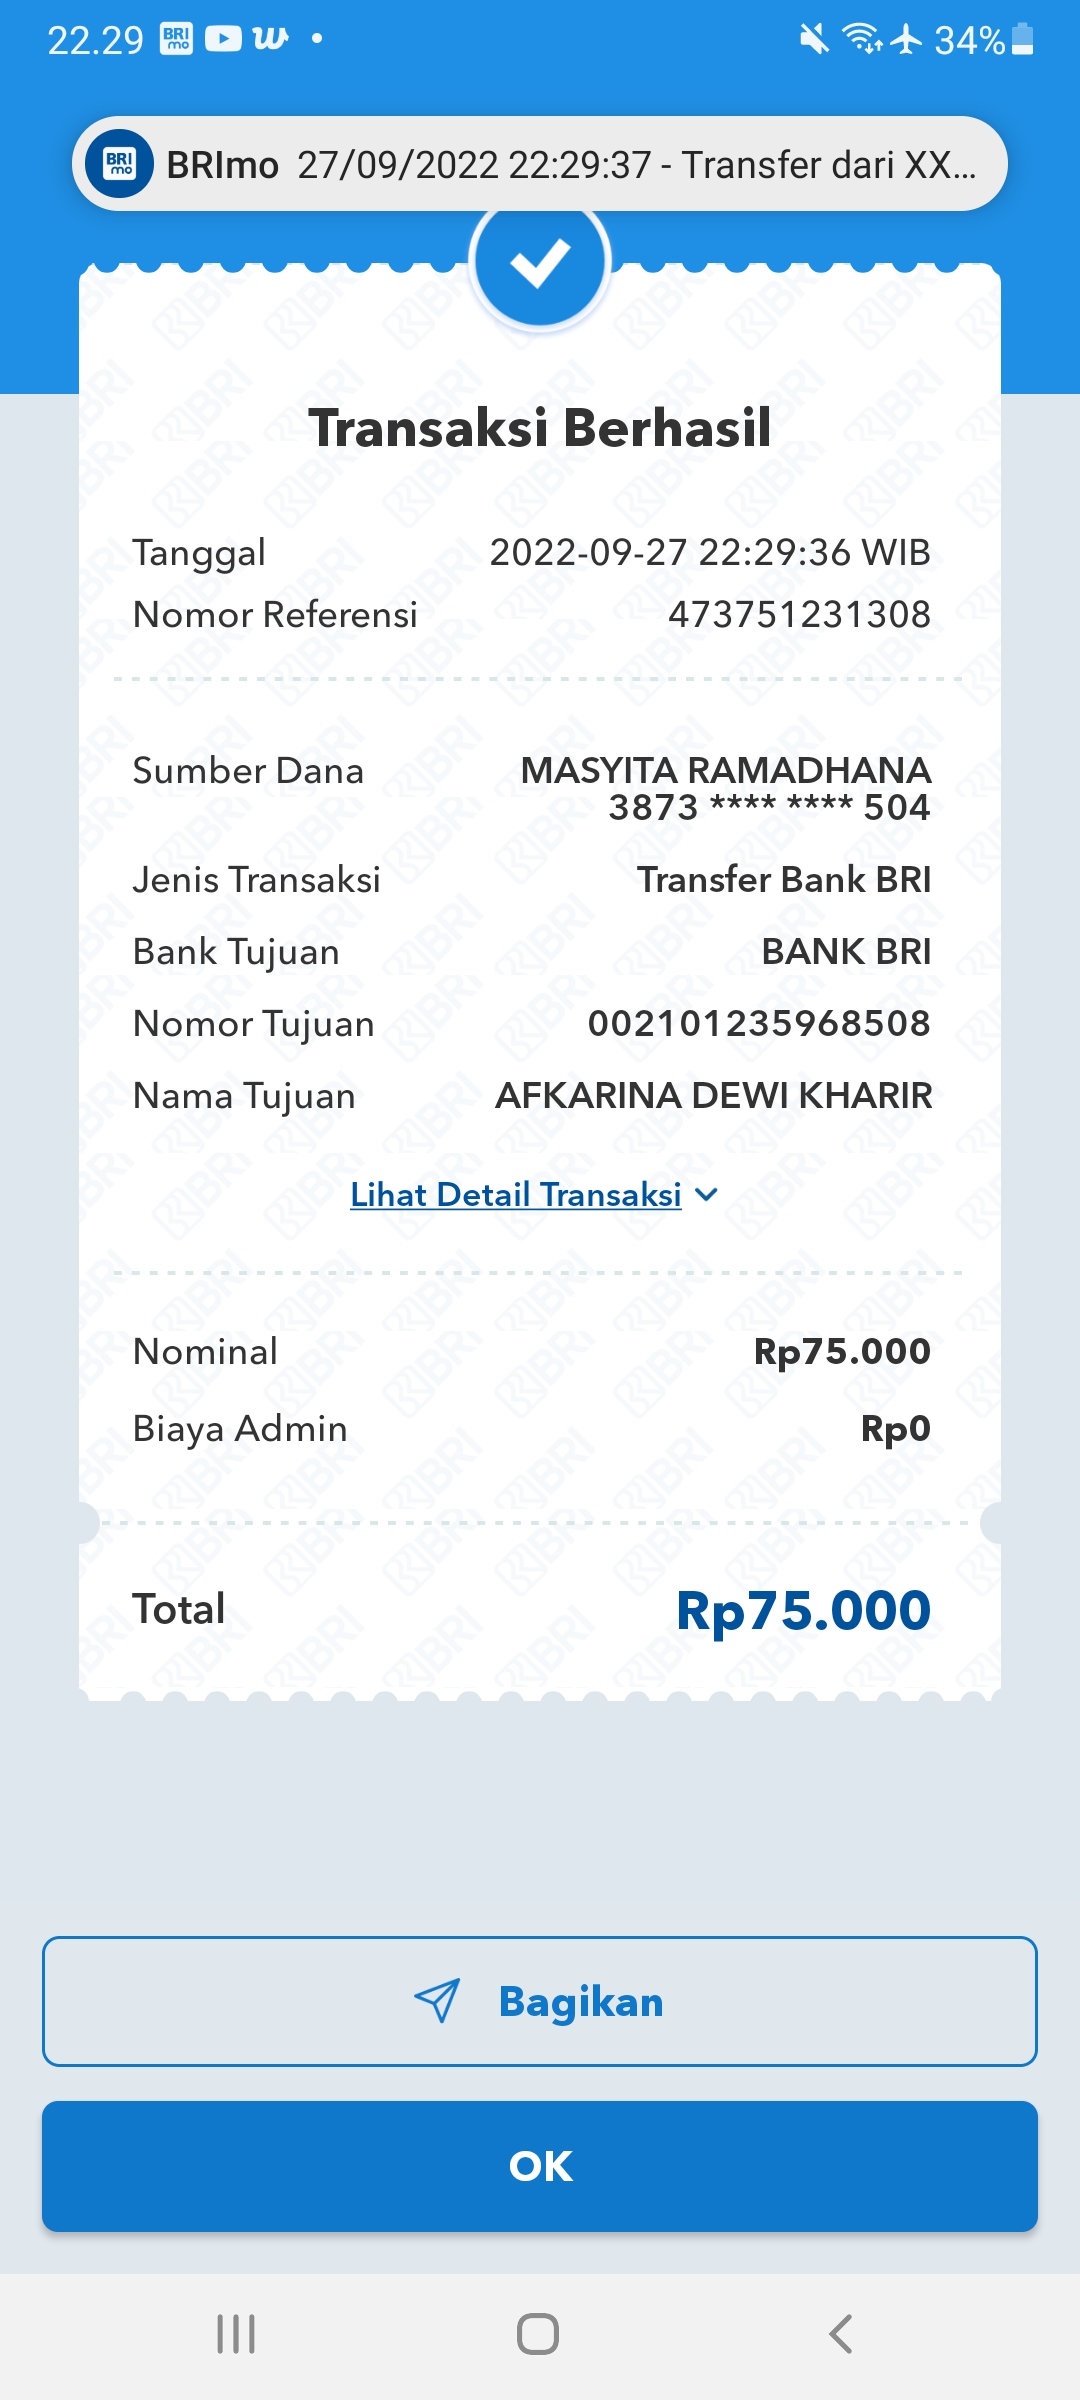 22.29 BRI mo w 34%
BRI mo BRImo 27/09/2022 22:29:37 - Transfer dari XX...
Transaksi Berhasil
Tanggal 2022-09-27 22:29:36 WIB
Nomor Referensi 473751231308
Sumber Dana MASYITA RAMADHANA
3873 **** **** 504
Jenis Transaksi Transfer Bank BRI
Bank Tujuan BANK BRI
Nomor Tujuan 002101235968508
Nama Tujuan AFKARINA DEWI KHARIR
Lihat Detail Transaksi
Nominal Rp75.000
Biaya Admin Rp0
Total Rp75.000
Bagikan
OK